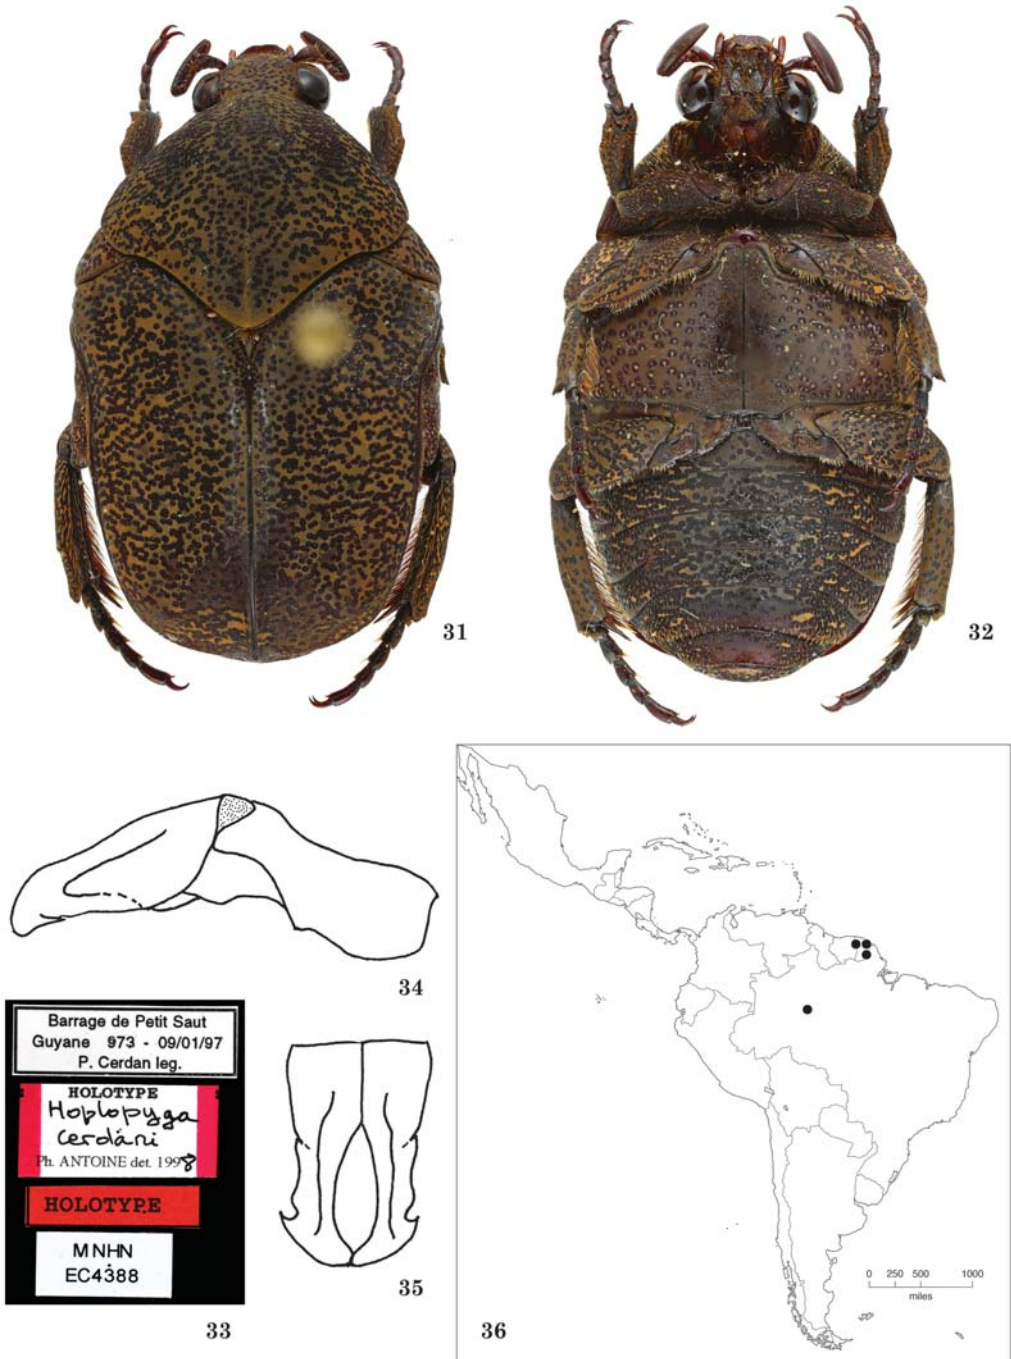 31
32
34
Barrage de Petit Saut
Guyane 973 - 09/01/97
P. Cerdan leg.
HOLOTYPE
Hoplopyga
cerdani
Ph. ANTOINE det. 1998
HOLOTYPE
MNHN
EC4388
33
35
36
0 250 500 1000
miles